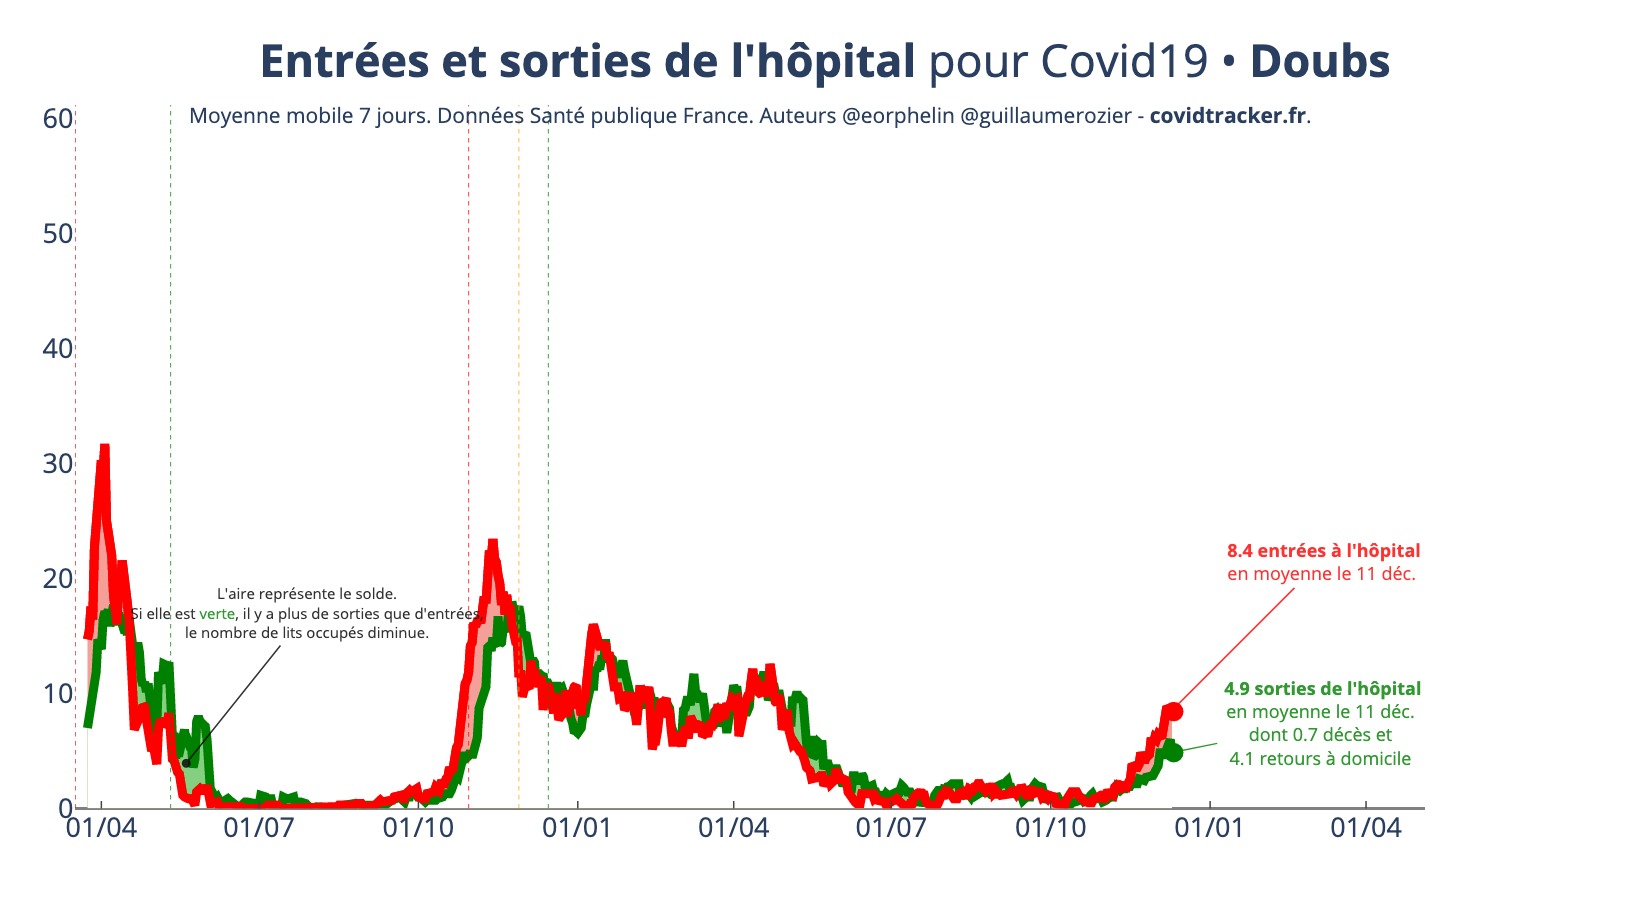 Entrées et sorties de l'hôpital pour Covid19 • Doubs
Moyenne mobile 7 jours. Données Santé publique France. Auteurs @eorphelin @guillaumerozier - covidtracker.fr.
60
50
40
30
20
10
0
L'aire représente le solde.
Si elle est verte, il y a plus de sorties que d'entrées,
le nombre de lits occupés diminue.
8.4 entrées à l'hôpital
en moyenne le 11 déc.
4.9 sorties de l'hôpital
en moyenne le 11 déc.
dont 0.7 décès et
4.1 retours à domicile
01/04 01/07 01/10 01/01 01/04 01/07 01/10 01/01 01/04